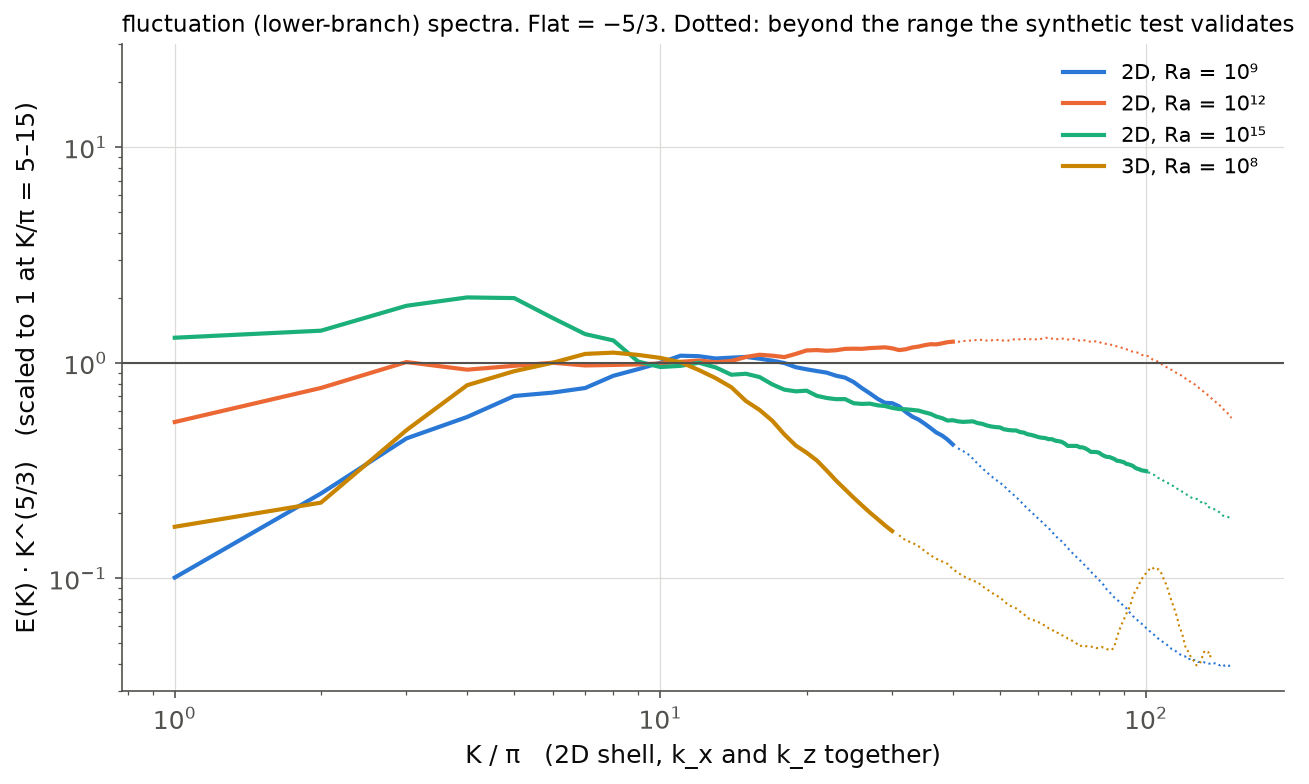 fluctuation (lower-branch) spectra. Flat = −5/3. Dotted: beyond the range the synthetic test validates
2D, Ra = 10⁹
2D, Ra = 10¹²
2D, Ra = 10¹⁵
3D, Ra = 10⁸
E(K) · K^(5/3)   (scaled to 1 at K/π = 5–15)
10¹
10⁰
10⁻¹
10⁰
10¹
10²
K / π   (2D shell, k_x and k_z together)